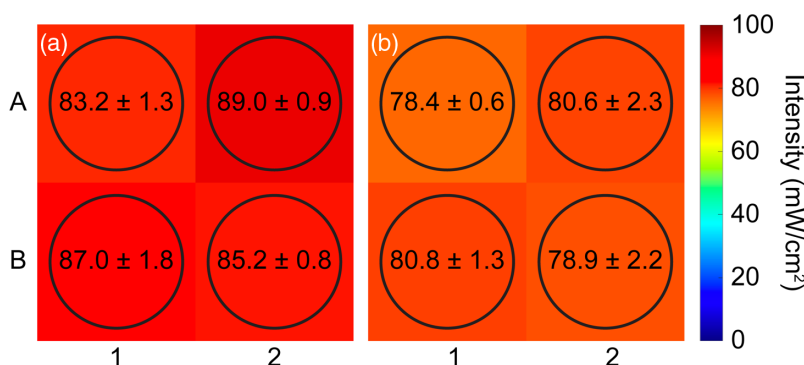 (a)
(b)
A
83.2 ± 1.3
89.0 ± 0.9
78.4 ± 0.6
80.6 ± 2.3
B
87.0 ± 1.8
85.2 ± 0.8
80.8 ± 1.3
78.9 ± 2.2
1
2
1
2
100
80
60
40
20
0
Intensity (mW/cm²)